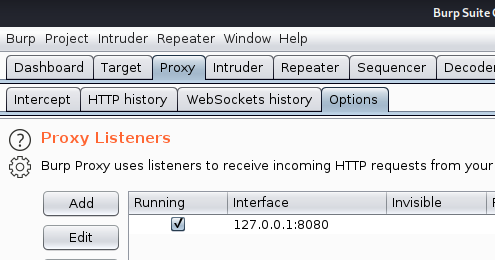 Burp Suite
Burp Project Intruder Repeater Window Help
Dashboard Target Proxy Intruder Repeater Sequencer Decoder
Intercept HTTP history WebSockets history Options
? Proxy Listeners
Burp Proxy uses listeners to receive incoming HTTP requests from your
Add Running Interface Invisible
127.0.0.1:8080
Edit